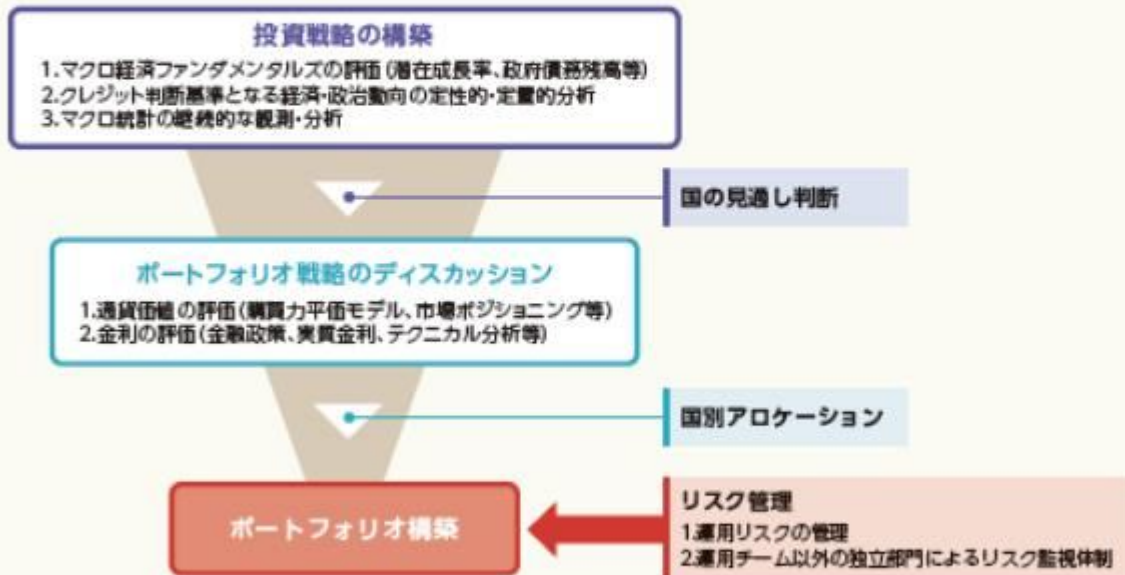 投資戦略の構築
1.マクロ経済ファンダメンタルズの評価(潜在成長率、政府債務残高等)
2.クレジット判断基準となる経済・政治動向の定性的・定量的分析
3.マクロ統計の継続的な観測・分析
国の見通し判断
ポートフォリオ戦略のディスカッション
1.通貨価値の評価(購買力平価モデル、市場ポジショニング等)
2.金利の評価(金融政策、実質金利、テクニカル分析等)
国別アロケーション
ポートフォリオ構築
リスク管理
1.運用リスクの管理
2.運用チーム以外の独立部門によるリスク監視体制